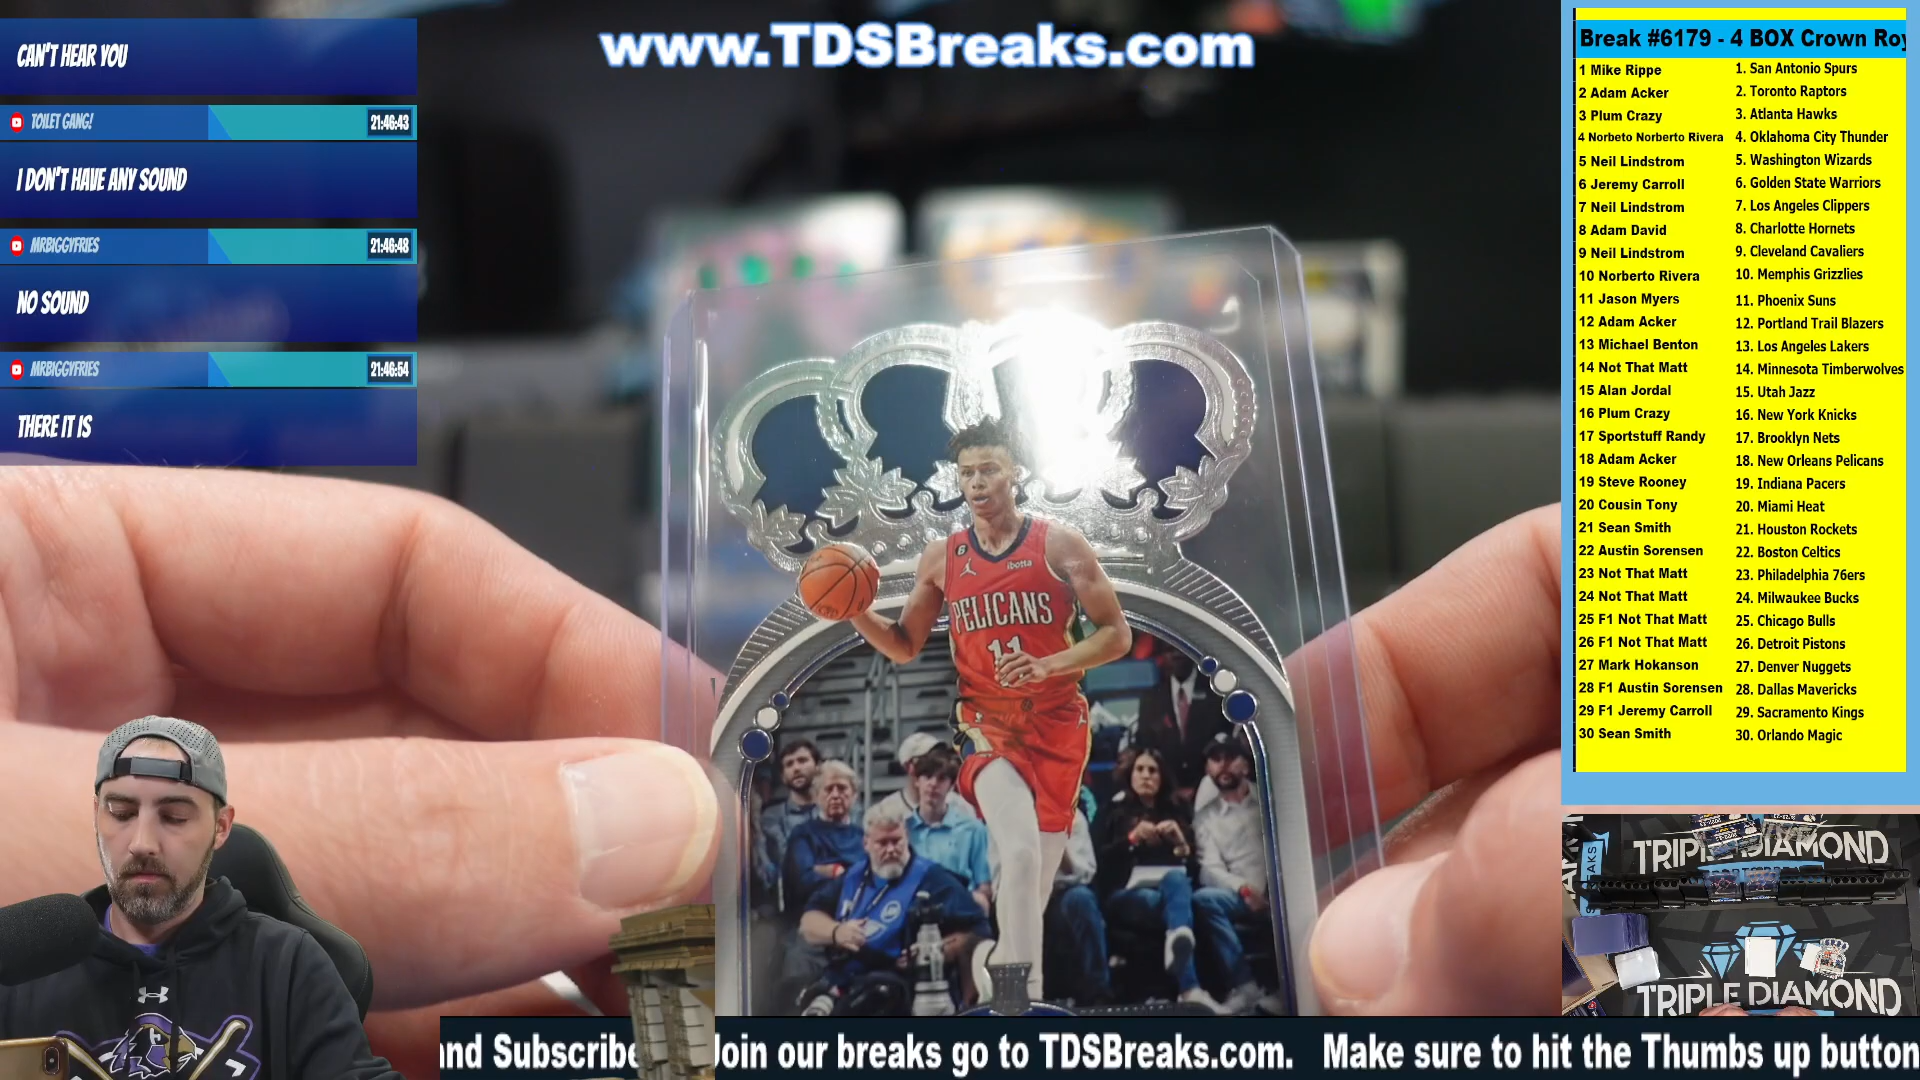 www.TDSBreaks.com
CAN'T HEAR YOU
TOILET GANG!
21:46:43
I DON'T HAVE ANY SOUND
MRBIGGYFRIES
21:46:48
NO SOUND
MRBIGGYFRIES
21:46:54
THERE IT IS
6
ibotta
PELICANS
11
Break #6179 - 4 BOX Crown Roy
1 Mike Rippe 1. San Antonio Spurs
2 Adam Acker 2. Toronto Raptors
3 Plum Crazy 3. Atlanta Hawks
4 Norbeto Norberto Rivera 4. Oklahoma City Thunder
5 Neil Lindstrom 5. Washington Wizards
6 Jeremy Carroll 6. Golden State Warriors
7 Neil Lindstrom 7. Los Angeles Clippers
8 Adam David 8. Charlotte Hornets
9 Neil Lindstrom 9. Cleveland Cavaliers
10 Norberto Rivera 10. Memphis Grizzlies
11 Jason Myers 11. Phoenix Suns
12 Adam Acker 12. Portland Trail Blazers
13 Michael Benton 13. Los Angeles Lakers
14 Not That Matt 14. Minnesota Timberwolves
15 Alan Jordal 15. Utah Jazz
16 Plum Crazy 16. New York Knicks
17 Sportstuff Randy 17. Brooklyn Nets
18 Adam Acker 18. New Orleans Pelicans
19 Steve Rooney 19. Indiana Pacers
20 Cousin Tony 20. Miami Heat
21 Sean Smith 21. Houston Rockets
22 Austin Sorensen 22. Boston Celtics
23 Not That Matt 23. Philadelphia 76ers
24 Not That Matt 24. Milwaukee Bucks
25 F1 Not That Matt 25. Chicago Bulls
26 F1 Not That Matt 26. Detroit Pistons
27 Mark Hokanson 27. Denver Nuggets
28 F1 Austin Sorensen 28. Dallas Mavericks
29 F1 Jeremy Carroll 29. Sacramento Kings
30 Sean Smith 30. Orlando Magic
TRIPLE DIAMOND
TRIPLE DIAMOND
nd Subscribe Join our breaks go to TDSBreaks.com. Make sure to hit the Thumbs up button